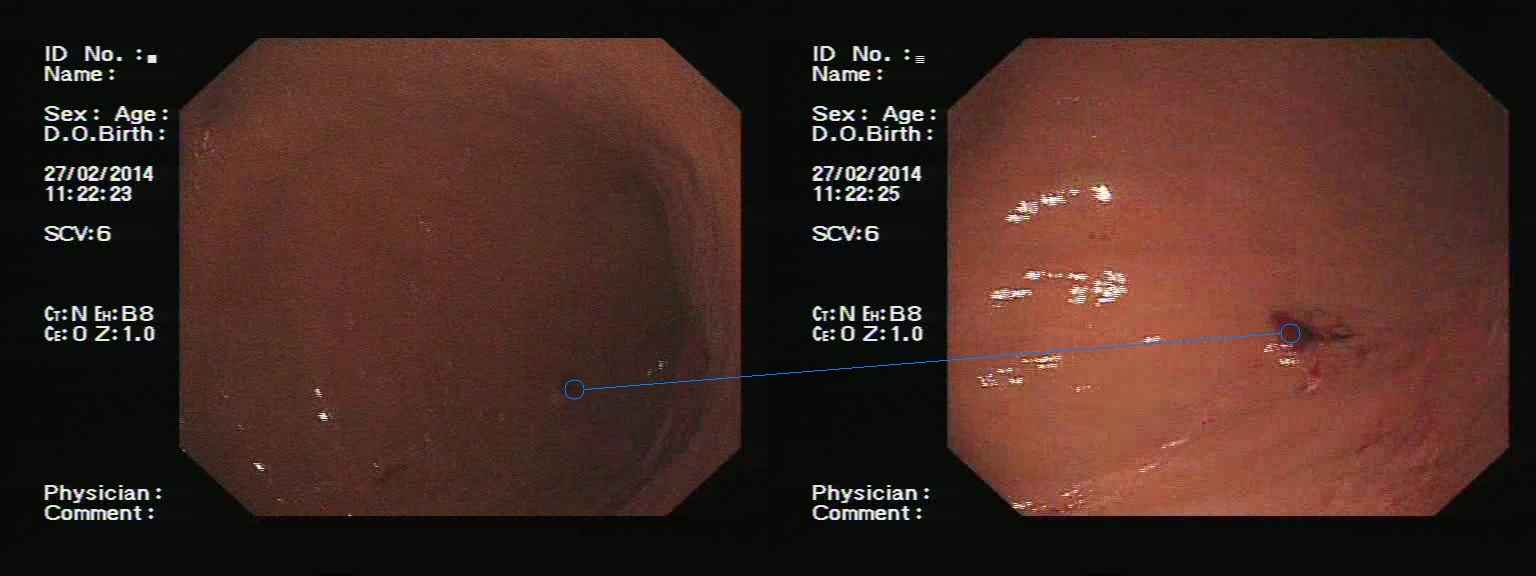 ID No. :
Name:
Sex: Age:
D.O.Birth:
27/02/2014
11:22:23
SCV:6
CT:N EH:B8
CE:0 Z:1.0
Physician:
Comment:
ID No. :
Name:
Sex: Age:
D.O.Birth:
27/02/2014
11:22:25
SCV:6
CT:N EH:B8
CE:0 Z:1.0
Physician:
Comment: